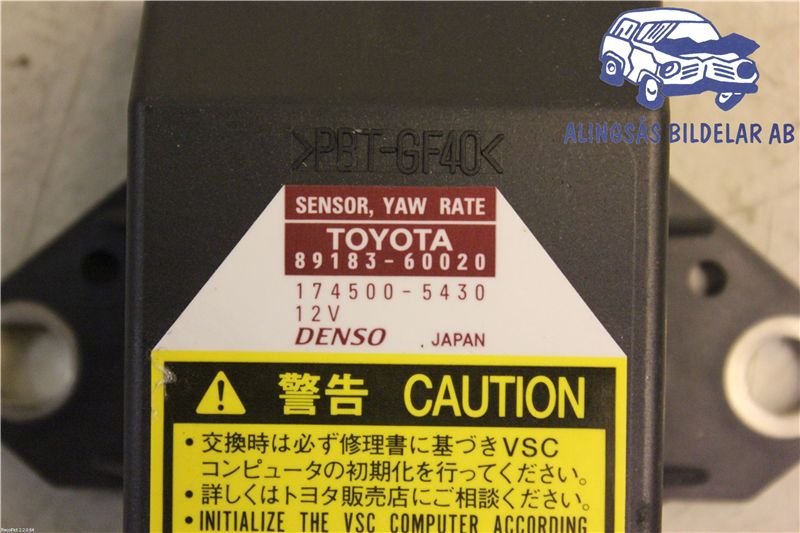 ALINGSÅS BILDELAR AB
>PBT-GF40<
SENSOR, YAW RATE
TOYOTA
89183-60020
174500-5430
12V
DENSO JAPAN
警告 CAUTION
・交換時は必ず修理書に基づきVSC
コンピュータの初期化を行ってください。
・詳しくはトヨタ販売店にご相談ください。
・INITIALIZE THE VSC COMPUTER ACCORDING